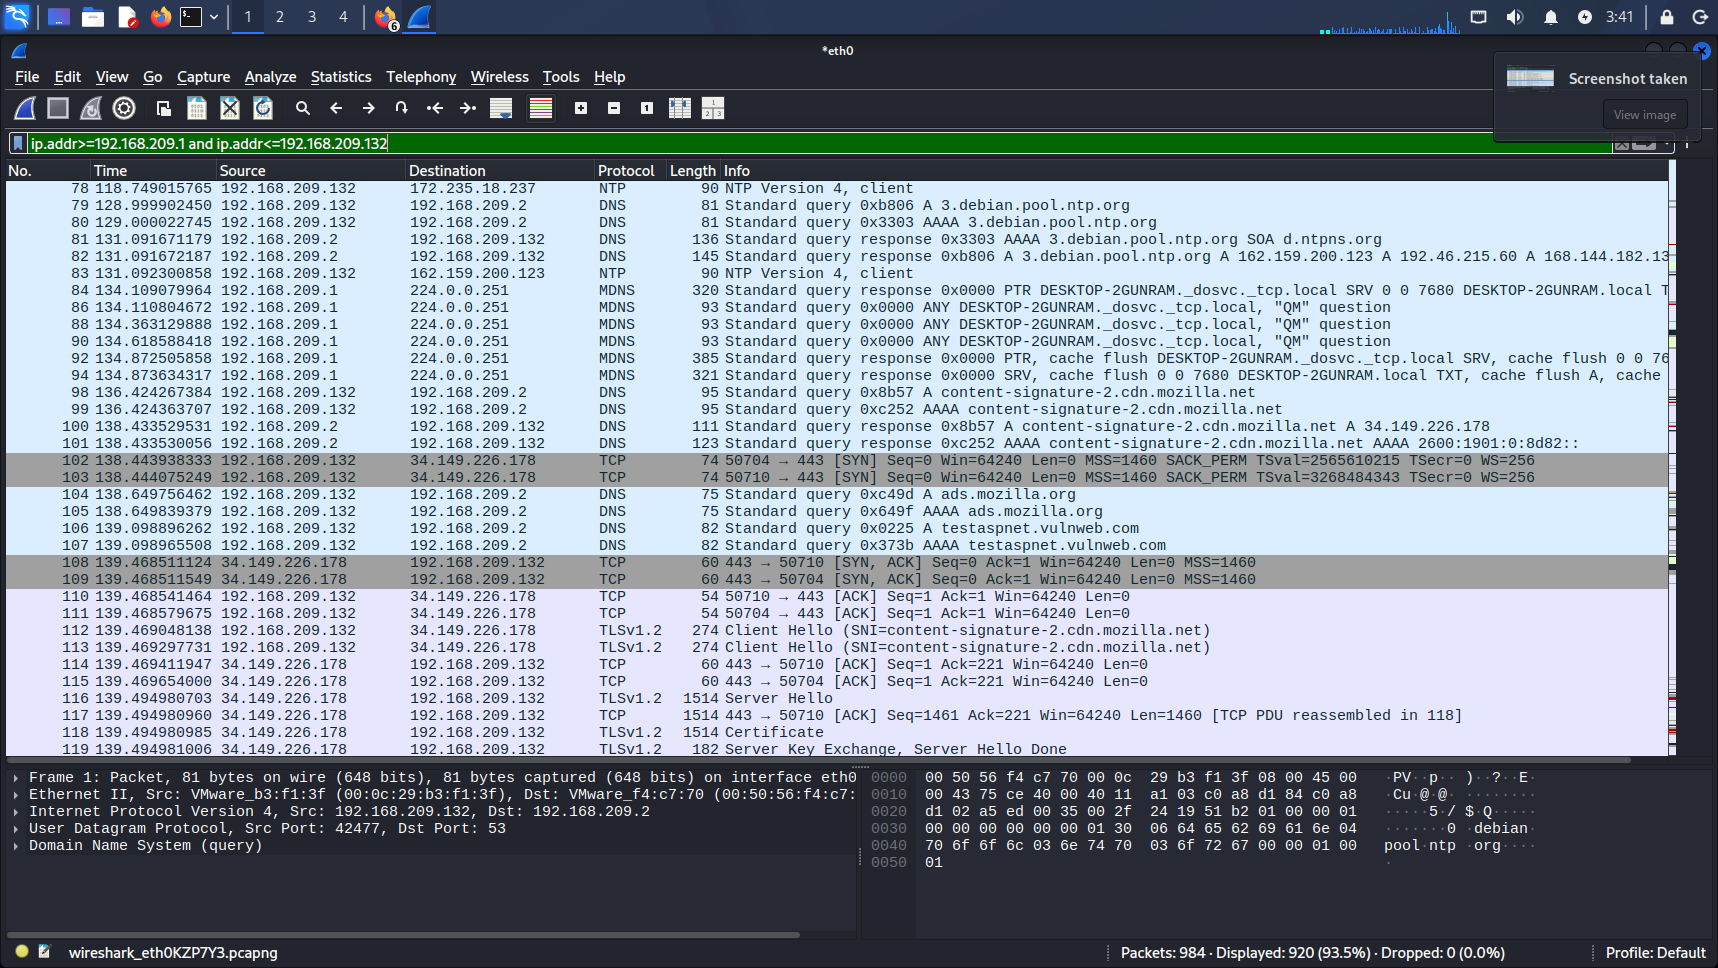 1 2 3 4 6 3:41
*eth0
File Edit View Go Capture Analyze Statistics Telephony Wireless Tools Help
Screenshot taken
View image
ip.addr>=192.168.209.1 and ip.addr<=192.168.209.132
No. Time Source Destination Protocol Length Info
78 118.749015765 192.168.209.132 172.235.18.237 NTP 90 NTP Version 4, client
79 128.999902450 192.168.209.132 192.168.209.2 DNS 81 Standard query 0xb806 A 3.debian.pool.ntp.org
80 129.000022745 192.168.209.132 192.168.209.2 DNS 81 Standard query 0x3303 AAAA 3.debian.pool.ntp.org
81 131.091671179 192.168.209.2 192.168.209.132 DNS 136 Standard query response 0x3303 AAAA 3.debian.pool.ntp.org SOA d.ntpns.org
82 131.091672187 192.168.209.2 192.168.209.132 DNS 145 Standard query response 0xb806 A 3.debian.pool.ntp.org A 162.159.200.123 A 192.46.215.60 A 168.144.182.13
83 131.092300858 192.168.209.132 162.159.200.123 NTP 90 NTP Version 4, client
84 134.109079964 192.168.209.1 224.0.0.251 MDNS 320 Standard query response 0x0000 PTR DESKTOP-2GUNRAM._dosvc._tcp.local SRV 0 0 7680 DESKTOP-2GUNRAM.local T
86 134.110804672 192.168.209.1 224.0.0.251 MDNS 93 Standard query 0x0000 ANY DESKTOP-2GUNRAM._dosvc._tcp.local, "QM" question
88 134.363129888 192.168.209.1 224.0.0.251 MDNS 93 Standard query 0x0000 ANY DESKTOP-2GUNRAM._dosvc._tcp.local, "QM" question
90 134.618588418 192.168.209.1 224.0.0.251 MDNS 93 Standard query 0x0000 ANY DESKTOP-2GUNRAM._dosvc._tcp.local, "QM" question
92 134.872505858 192.168.209.1 224.0.0.251 MDNS 385 Standard query response 0x0000 PTR, cache flush DESKTOP-2GUNRAM._dosvc._tcp.local SRV, cache flush 0 0 76
94 134.873634317 192.168.209.1 224.0.0.251 MDNS 321 Standard query response 0x0000 SRV, cache flush 0 0 7680 DESKTOP-2GUNRAM.local TXT, cache flush A, cache
98 136.424267384 192.168.209.132 192.168.209.2 DNS 95 Standard query 0x8b57 A content-signature-2.cdn.mozilla.net
99 136.424363707 192.168.209.132 192.168.209.2 DNS 95 Standard query 0xc252 AAAA content-signature-2.cdn.mozilla.net
100 138.433529531 192.168.209.2 192.168.209.132 DNS 111 Standard query response 0x8b57 A content-signature-2.cdn.mozilla.net A 34.149.226.178
101 138.433530056 192.168.209.2 192.168.209.132 DNS 123 Standard query response 0xc252 AAAA content-signature-2.cdn.mozilla.net AAAA 2600:1901:0:8d82::
102 138.443938333 192.168.209.132 34.149.226.178 TCP 74 50704 → 443 [SYN] Seq=0 Win=64240 Len=0 MSS=1460 SACK_PERM TSval=2565610215 TSecr=0 WS=256
103 138.444075249 192.168.209.132 34.149.226.178 TCP 74 50710 → 443 [SYN] Seq=0 Win=64240 Len=0 MSS=1460 SACK_PERM TSval=3268484343 TSecr=0 WS=256
104 138.649756462 192.168.209.132 192.168.209.2 DNS 75 Standard query 0xc49d A ads.mozilla.org
105 138.649839379 192.168.209.132 192.168.209.2 DNS 75 Standard query 0x649f AAAA ads.mozilla.org
106 139.098896262 192.168.209.132 192.168.209.2 DNS 82 Standard query 0x0225 A testaspnet.vulnweb.com
107 139.098965508 192.168.209.132 192.168.209.2 DNS 82 Standard query 0x373b AAAA testaspnet.vulnweb.com
108 139.468511124 34.149.226.178 192.168.209.132 TCP 60 443 → 50710 [SYN, ACK] Seq=0 Ack=1 Win=64240 Len=0 MSS=1460
109 139.468511549 34.149.226.178 192.168.209.132 TCP 60 443 → 50704 [SYN, ACK] Seq=0 Ack=1 Win=64240 Len=0 MSS=1460
110 139.468541464 192.168.209.132 34.149.226.178 TCP 54 50710 → 443 [ACK] Seq=1 Ack=1 Win=64240 Len=0
111 139.468579675 192.168.209.132 34.149.226.178 TCP 54 50704 → 443 [ACK] Seq=1 Ack=1 Win=64240 Len=0
112 139.469048138 192.168.209.132 34.149.226.178 TLSv1.2 274 Client Hello (SNI=content-signature-2.cdn.mozilla.net)
113 139.469297731 192.168.209.132 34.149.226.178 TLSv1.2 274 Client Hello (SNI=content-signature-2.cdn.mozilla.net)
114 139.469411947 34.149.226.178 192.168.209.132 TCP 60 443 → 50710 [ACK] Seq=1 Ack=221 Win=64240 Len=0
115 139.469654000 34.149.226.178 192.168.209.132 TCP 60 443 → 50704 [ACK] Seq=1 Ack=221 Win=64240 Len=0
116 139.494980703 34.149.226.178 192.168.209.132 TLSv1.2 1514 Server Hello
117 139.494980960 34.149.226.178 192.168.209.132 TCP 1514 443 → 50710 [ACK] Seq=1461 Ack=221 Win=64240 Len=1460 [TCP PDU reassembled in 118]
118 139.494980985 34.149.226.178 192.168.209.132 TLSv1.2 1514 Certificate
119 139.494981006 34.149.226.178 192.168.209.132 TLSv1.2 182 Server Key Exchange, Server Hello Done
Frame 1: Packet, 81 bytes on wire (648 bits), 81 bytes captured (648 bits) on interface eth0
Ethernet II, Src: VMware_b3:f1:3f (00:0c:29:b3:f1:3f), Dst: VMware_f4:c7:70 (00:50:56:f4:c7:
Internet Protocol Version 4, Src: 192.168.209.132, Dst: 192.168.209.2
User Datagram Protocol, Src Port: 42477, Dst Port: 53
Domain Name System (query)
0000 00 50 56 f4 c7 70 00 0c 29 b3 f1 3f 08 00 45 00 ·PV··p·· )··?··E·
0010 00 43 75 ce 40 00 40 11 a1 03 c0 a8 d1 84 c0 a8 ·Cu·@·@· ········
0020 d1 02 a5 ed 00 35 00 2f 24 19 51 b2 01 00 00 01 ·····5·/ $·Q·····
0030 00 00 00 00 00 00 01 30 06 64 65 62 69 61 6e 04 ·······0 ·debian·
0040 70 6f 6f 6c 03 6e 74 70 03 6f 72 67 00 00 01 00 pool·ntp ·org····
0050 01 ·
wireshark_eth0KZP7Y3.pcapng
Packets: 984 · Displayed: 920 (93.5%) · Dropped: 0 (0.0%)
Profile: Default